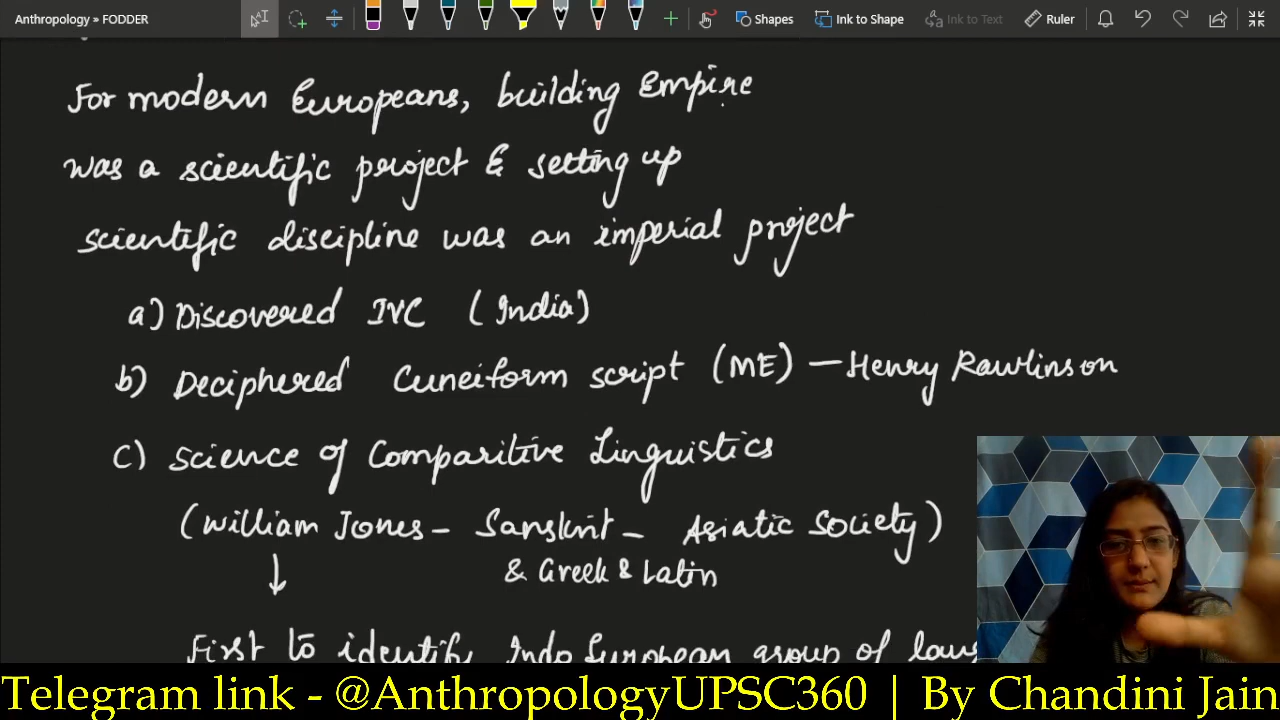 Anthropology » FODDER
Shapes
Ink to Shape
Ink to Text
Ruler
For modern Europeans, building Empire
was a scientific project & setting up
scientific discipline was an imperial project
a) Discovered IVC (India)
b) Deciphered Cuneiform script (ME) — Henry Rawlinson
c) Science of Comparitive Linguistics
(William Jones - Sanskrit - Asiatic Society)
↓ & Greek & Latin
First to identify Indo European group of
Telegram link - @AnthropologyUPSC360 | By Chandini Jain